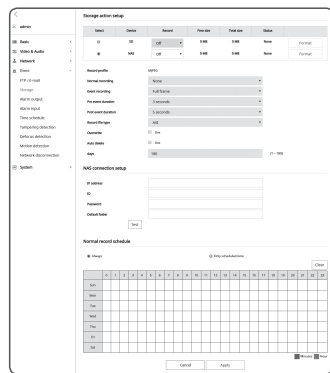 Storage action setup
admin
Select Device Record Free size Total size Status
SD Off 0 MB 0 MB None Format
NAS Off 0 MB 0 MB None Format
Basic
Video & Audio
Network
Event
FTP / E-mail
Storage
Alarm output
Alarm input
Time schedule
Tampering detection
Defocus detection
Motion detection
Network disconnection
System
Record profile MJPEG
Normal recording None
Event recording Full frame
Pre event duration 3 seconds
Post event duration 5 seconds
Record file type AVI
Overwrite Use
Auto delete Use
days 180 (1 ~ 180)
NAS connection setup
IP address
ID
Password
Default folder
Test
Normal record schedule
Always Only scheduled time
Clear
0 1 2 3 4 5 6 7 8 9 10 11 12 13 14 15 16 17 18 19 20 21 22 23
Sun
Mon
Tue
Wed
Thu
Fri
Sat
Minutes Hour
Cancel Apply